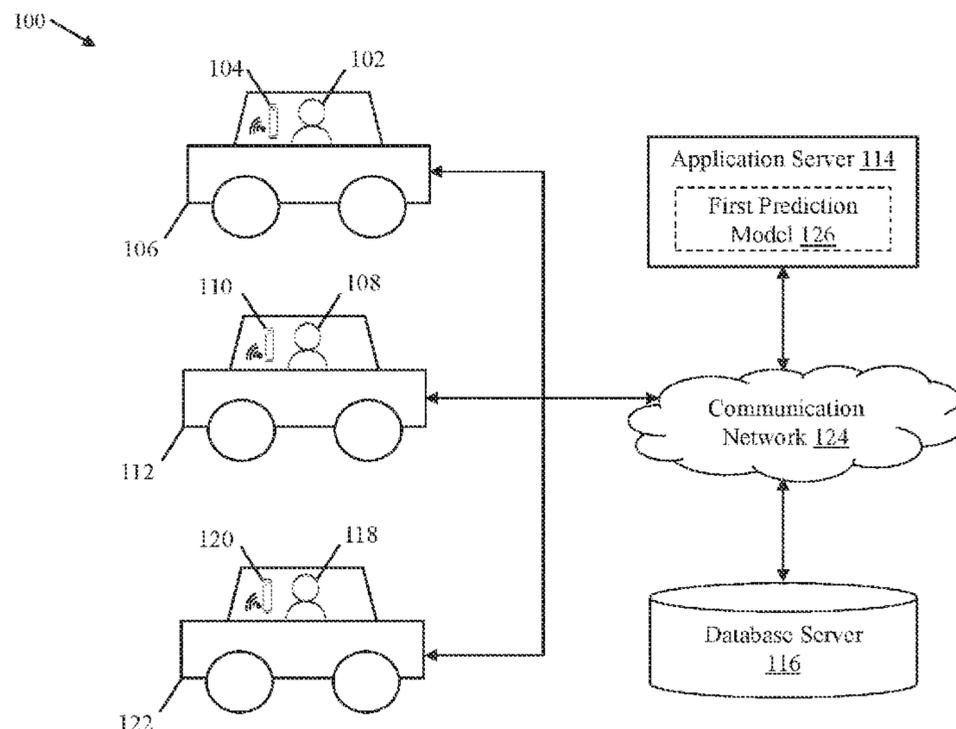 100
104
102
106
Application Server 114
First Prediction
Model 126
110
108
112
Communication
Network 124
120
118
122
Database Server
116